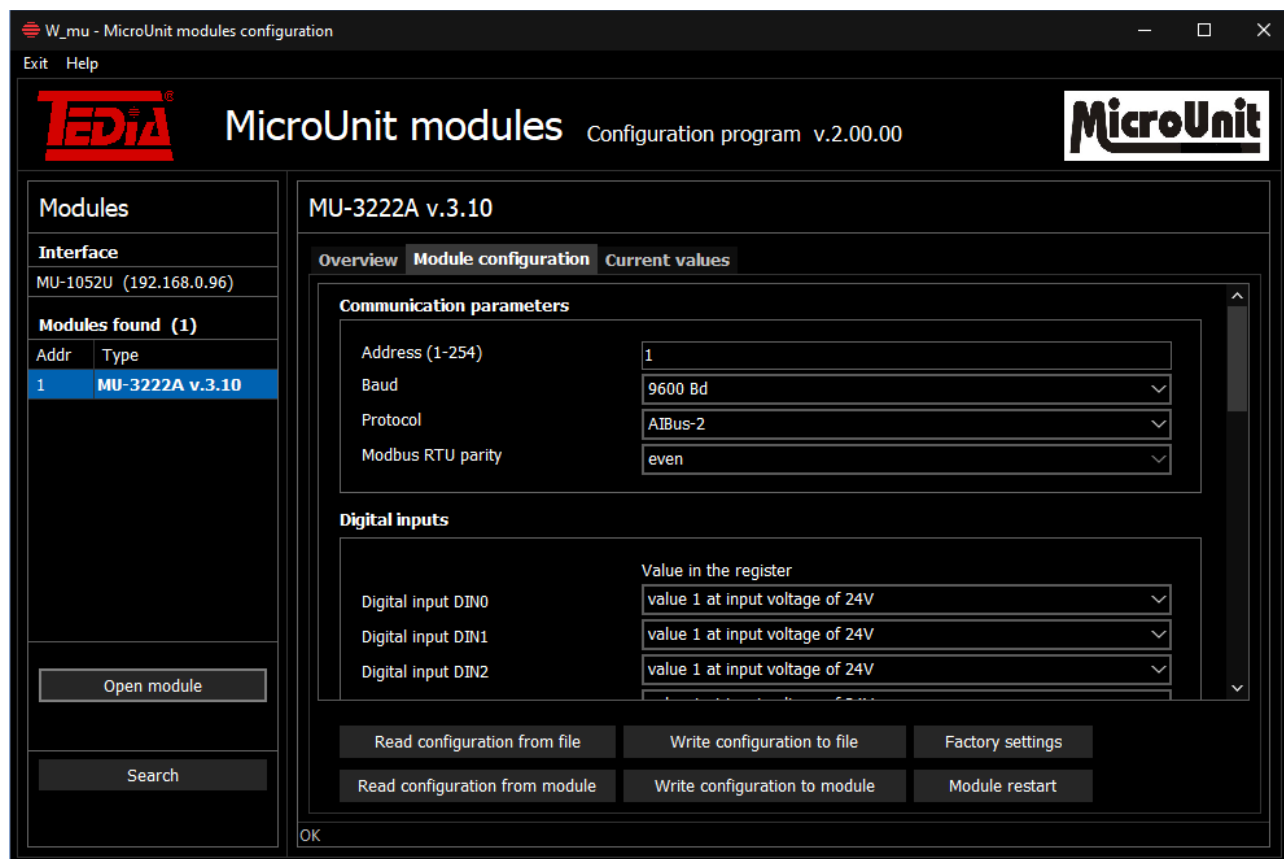 W_mu - MicroUnit modules configuration
Exit Help
TEDiA®
MicroUnit modules Configuration program v.2.00.00
MicroUnit
Modules
Interface
MU-1052U (192.168.0.96)
Modules found (1)
Addr Type
1 MU-3222A v.3.10
Open module
Search
MU-3222A v.3.10
Overview Module configuration Current values
Communication parameters
Address (1-254) 1
Baud 9600 Bd
Protocol AIBus-2
Modbus RTU parity even
Digital inputs
Value in the register
Digital input DIN0 value 1 at input voltage of 24V
Digital input DIN1 value 1 at input voltage of 24V
Digital input DIN2 value 1 at input voltage of 24V
Read configuration from file Write configuration to file Factory settings
Read configuration from module Write configuration to module Module restart
OK